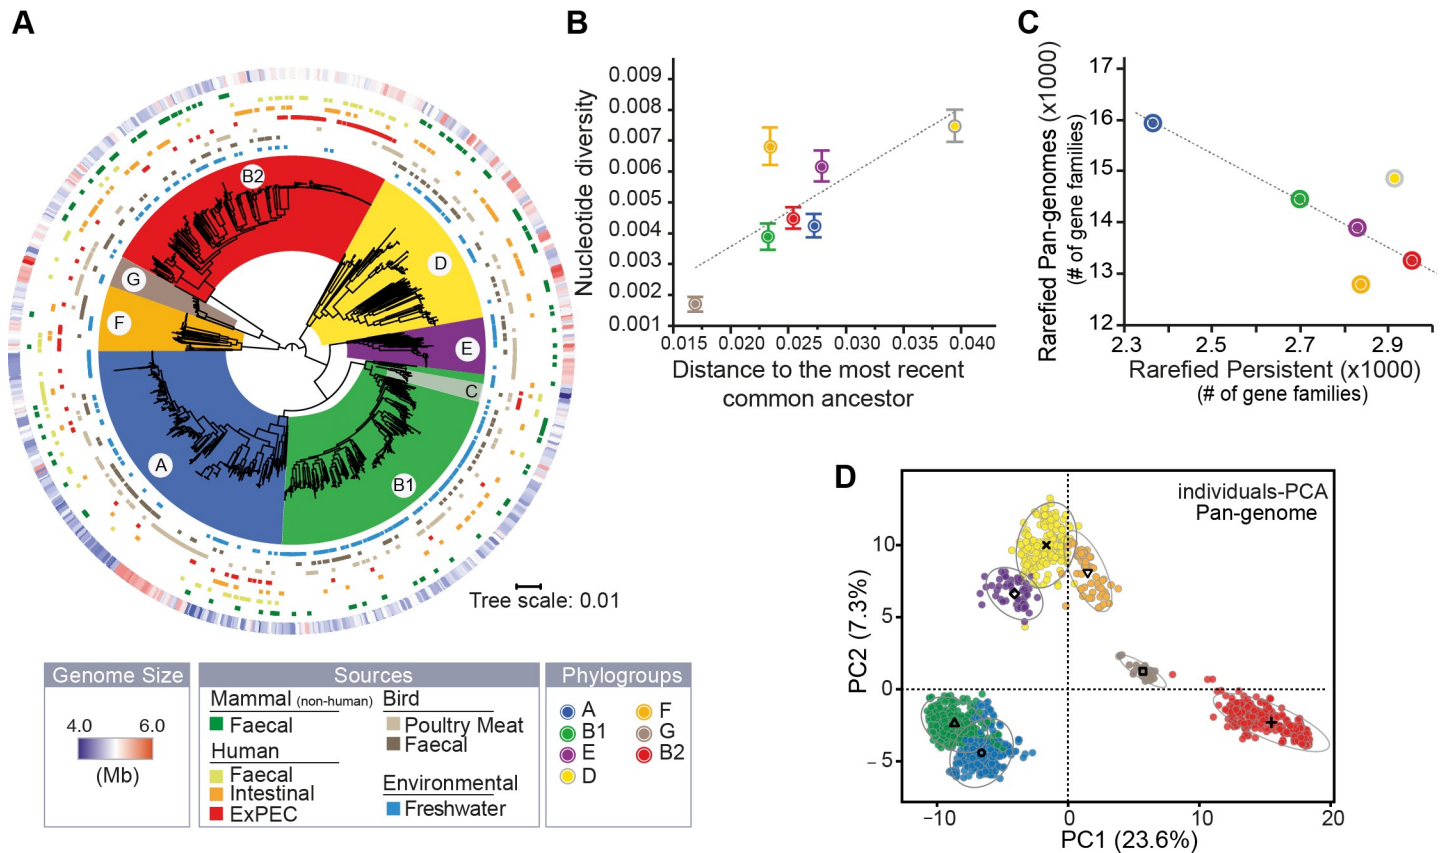 A
B2
D
G
F
E
C
A
B1
Tree scale: 0.01
Genome Size
4.0 6.0
(Mb)
Sources
Mammal (non-human)
Faecal
Human
Faecal
Intestinal
ExPEC
Bird
Poultry Meat
Faecal
Environmental
Freshwater
Phylogroups
A
B1
E
D
F
G
B2
B
Nucleotide diversity
0.009
0.008
0.007
0.006
0.005
0.004
0.003
0.002
0.001
0.015 0.020 0.025 0.030 0.035 0.040
Distance to the most recent
common ancestor
C
Rarefied Pan-genomes (x1000)
(# of gene families)
17
16
15
14
13
12
2.3 2.5 2.7 2.9
Rarefied Persistent (x1000)
(# of gene families)
D
individuals-PCA
Pan-genome
PC2 (7.3%)
10
5
0
−5
−10 0 10 20
PC1 (23.6%)